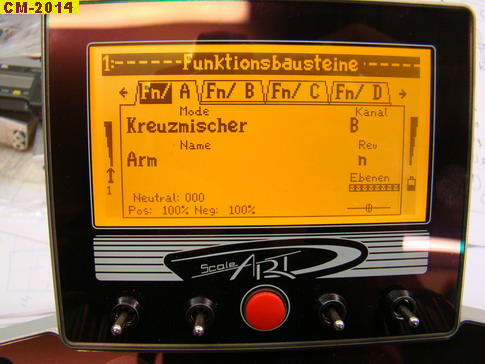 CM-2014
1:------Funktionsbausteine
Fn/ A Fn/ B Fn/ C Fn/ D
Mode Kanal
Kreuzmischer B
Name Rev
Arm n
Ebenen
1
Neutral: 000
Pos: 100% Neg: 100%
Scale ART